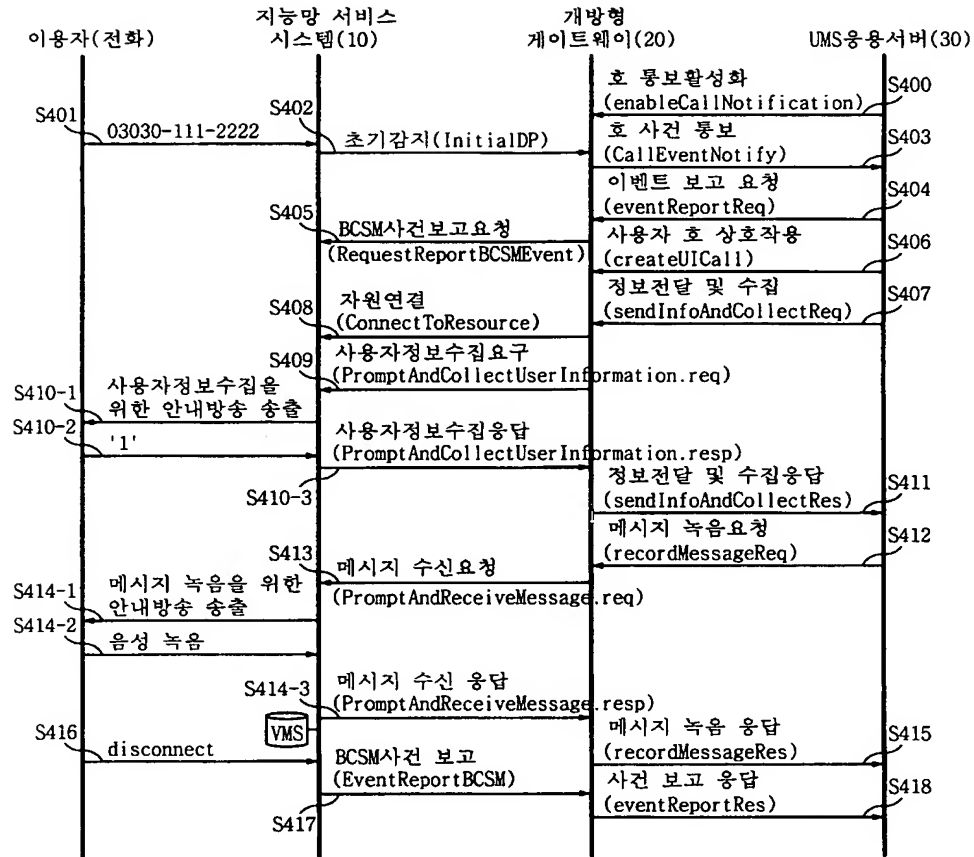 지능망 서비스
개방형
이용자(전화)
시스템(10)
게이트웨이(20)
UMS응용서버(30)
호 통보활성화
S400
(enableCallNotification)
S401
03030-111-2222
S402
초기감지(InitialDP)
호 사건 통보
S403
(CallEventNotify)
이벤트 보고 요청
S404
(eventReportReq)
S405
BCSM사건보고요청
(RequestReportBCSMEvent)
사용자 호 상호작용
S406
(createUICall)
정보전달 및 수집
S407
(sendInfoAndCollectReq)
S408
자원연결
(ConnectToResource)
S409
사용자정보수집요구
(PromptAndCollectUserInformation.req)
S410-1
사용자정보수집을
위한 안내방송 송출
S410-2
'1'
사용자정보수집응답
(PromptAndCollectUserInformation.resp)
S410-3
정보전달 및 수집응답
S411
(sendInfoAndCollectRes)
메시지 녹음요청
S412
(recordMessageReq)
S413
메시지 수신요청
(PromptAndReceiveMessage.req)
S414-1
메시지 녹음을 위한
안내방송 송출
S414-2
음성 녹음
S414-3
메시지 수신 응답
(PromptAndReceiveMessage.resp)
VMS
메시지 녹음 응답
S415
(recordMessageRes)
S416
disconnect
BCSM사건 보고
(EventReportBCSM)
S417
사건 보고 응답
S418
(eventReportRes)